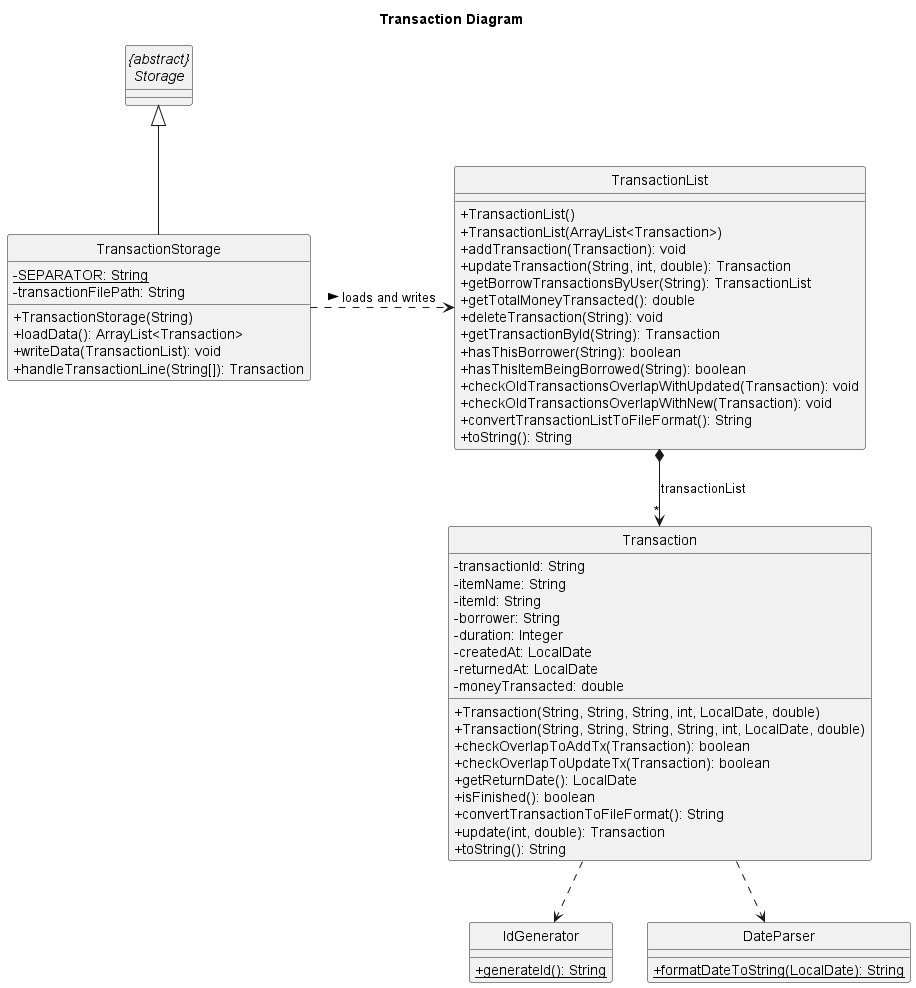 Transaction Diagram
{abstract}
Storage
TransactionStorage
-SEPARATOR: String
-transactionFilePath: String
+TransactionStorage(String)
+loadData(): ArrayList<Transaction>
+writeData(TransactionList): void
+handleTransactionLine(String[]): Transaction
loads and writes
TransactionList
+TransactionList()
+TransactionList(ArrayList<Transaction>)
+addTransaction(Transaction): void
+updateTransaction(String, int, double): Transaction
+getBorrowTransactionsByUser(String): TransactionList
+getTotalMoneyTransacted(): double
+deleteTransaction(String): void
+getTransactionById(String): Transaction
+hasThisBorrower(String): boolean
+hasThisItemBeingBorrowed(String): boolean
+checkOldTransactionsOverlapWithUpdated(Transaction): void
+checkOldTransactionsOverlapWithNew(Transaction): void
+convertTransactionListToFileFormat(): String
+toString(): String
transactionList
*
Transaction
-transactionId: String
-itemName: String
-itemId: String
-borrower: String
-duration: Integer
-createdAt: LocalDate
-returnedAt: LocalDate
-moneyTransacted: double
+Transaction(String, String, String, int, LocalDate, double)
+Transaction(String, String, String, String, int, LocalDate, double)
+checkOverlapToAddTx(Transaction): boolean
+checkOverlapToUpdateTx(Transaction): boolean
+getReturnDate(): LocalDate
+isFinished(): boolean
+convertTransactionToFileFormat(): String
+update(int, double): Transaction
+toString(): String
IdGenerator
+generateId(): String
DateParser
+formatDateToString(LocalDate): String